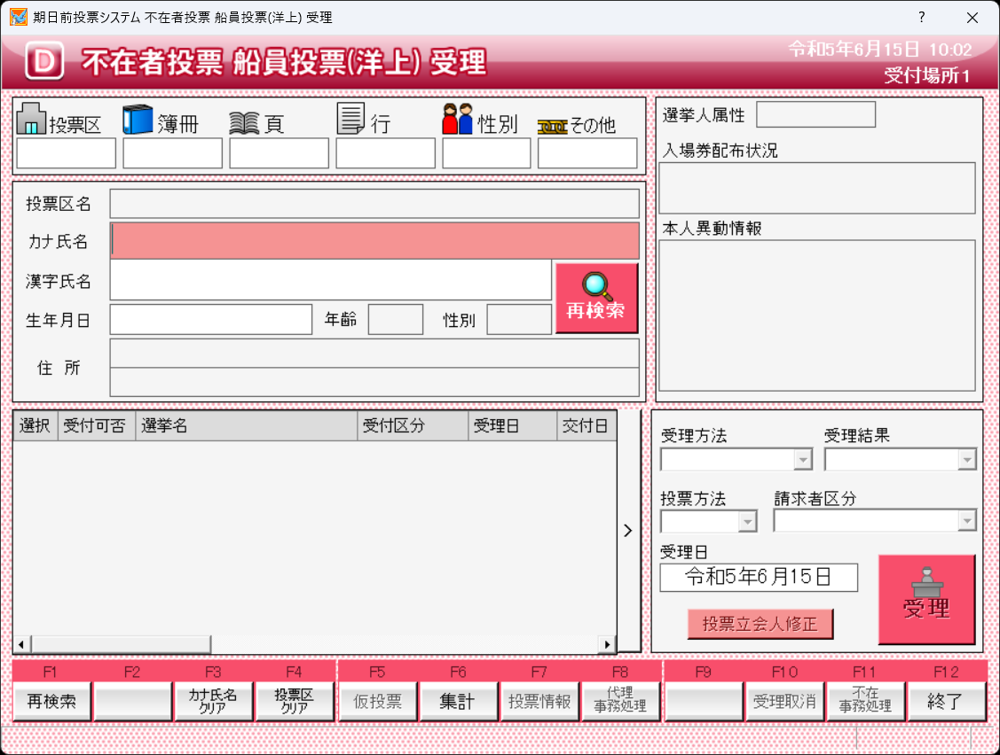 期日前投票システム 不在者投票 船員投票(洋上) 受理
?
D 不在者投票 船員投票(洋上) 受理
令和5年6月15日 10:02
受付場所1
投票区 簿冊 頁 行 性別 その他
選挙人属性
入場券配布状況
投票区名
カナ氏名
漢字氏名
再検索
生年月日 年齢 性別
住 所
本人異動情報
選択 受付可否 選挙名 受付区分 受理日 交付日
>
受理方法 受理結果
投票方法 請求者区分
受理日
令和5年6月15日
投票立会人修正
受理
F1 F2 F3 F4 F5 F6 F7 F8 F9 F10 F11 F12
再検索
カナ氏名
クリア
投票区
クリア
仮投票
集計
投票情報
代理
事務処理
受理取消
不在
事務処理
終了